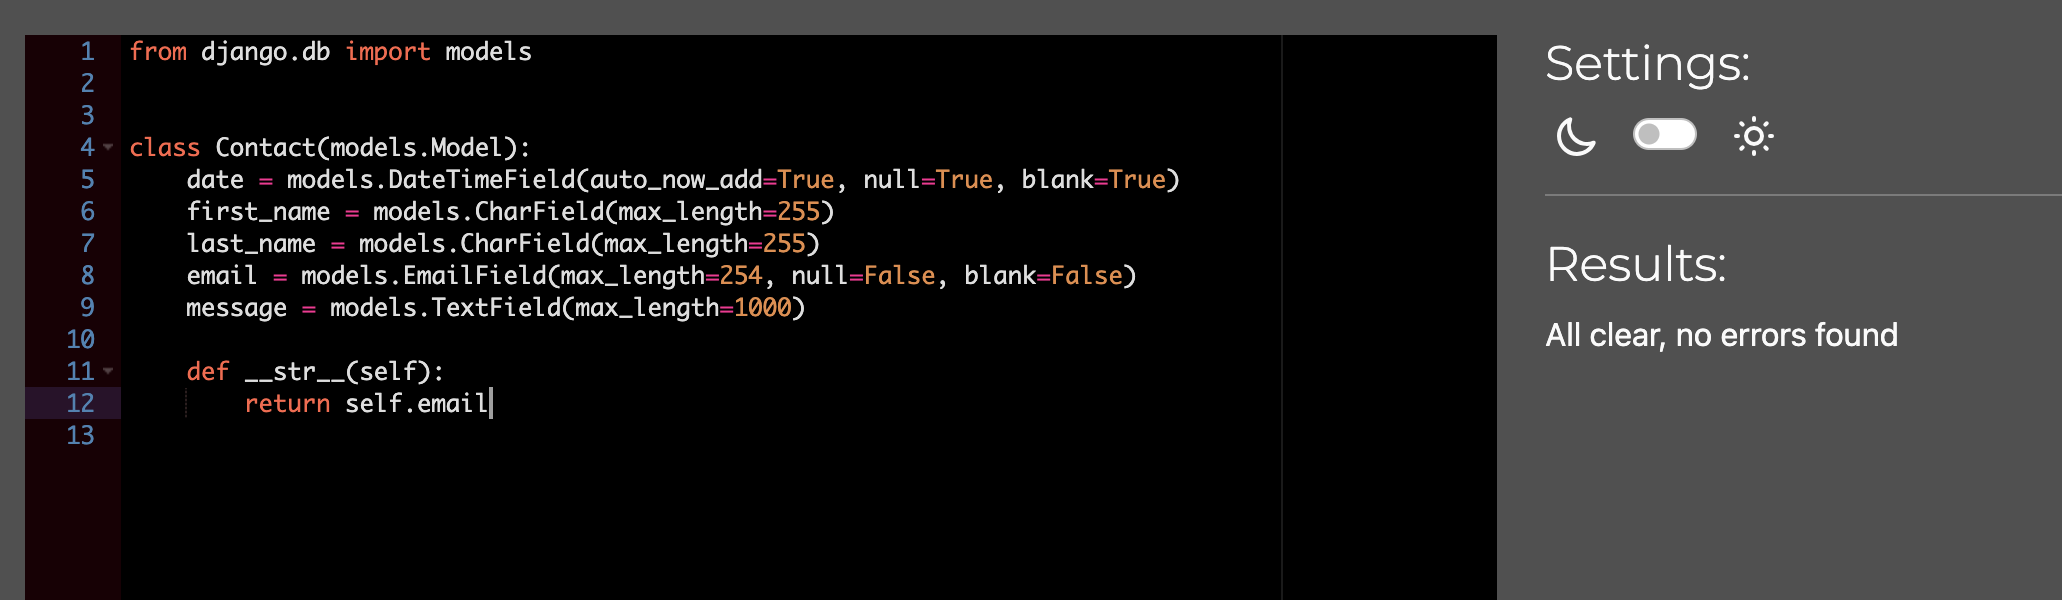 1 from django.db import models
2
3
4 class Contact(models.Model):
5     date = models.DateTimeField(auto_now_add=True, null=True, blank=True)
6     first_name = models.CharField(max_length=255)
7     last_name = models.CharField(max_length=255)
8     email = models.EmailField(max_length=254, null=False, blank=False)
9     message = models.TextField(max_length=1000)
10
11     def __str__(self):
12         return self.email
13
Settings:
Results:
All clear, no errors found